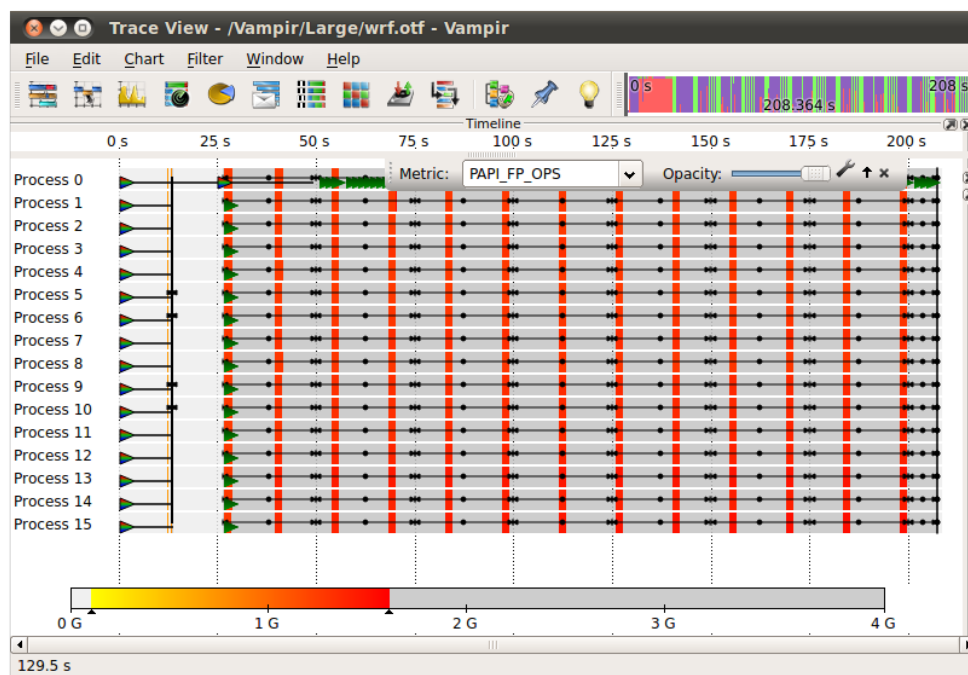 Trace View - /Vampir/Large/wrf.otf - Vampir
File Edit Chart Filter Window Help
0 s 208 s
208.364 s
Timeline
0 s 25 s 50 s 75 s 100 s 125 s 150 s 175 s 200 s
Metric: PAPI_FP_OPS Opacity:
Process 0
Process 1
Process 2
Process 3
Process 4
Process 5
Process 6
Process 7
Process 8
Process 9
Process 10
Process 11
Process 12
Process 13
Process 14
Process 15
0 G 1 G 2 G 3 G 4 G
129.5 s